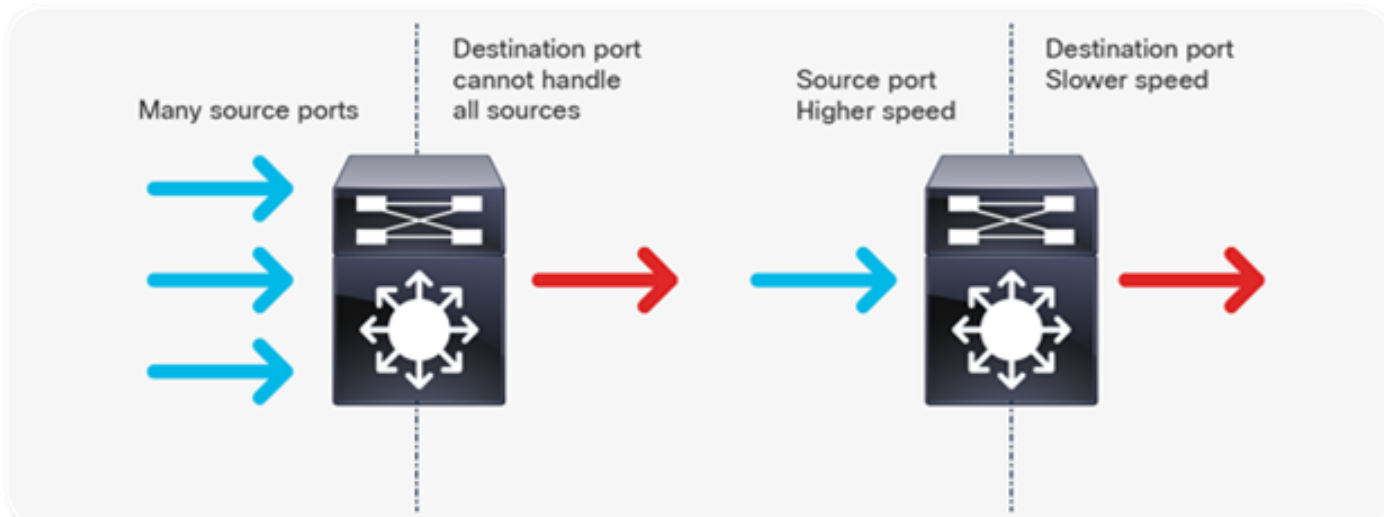 Many source ports
Destination port
cannot handle
all sources
Source port
Higher speed
Destination port
Slower speed